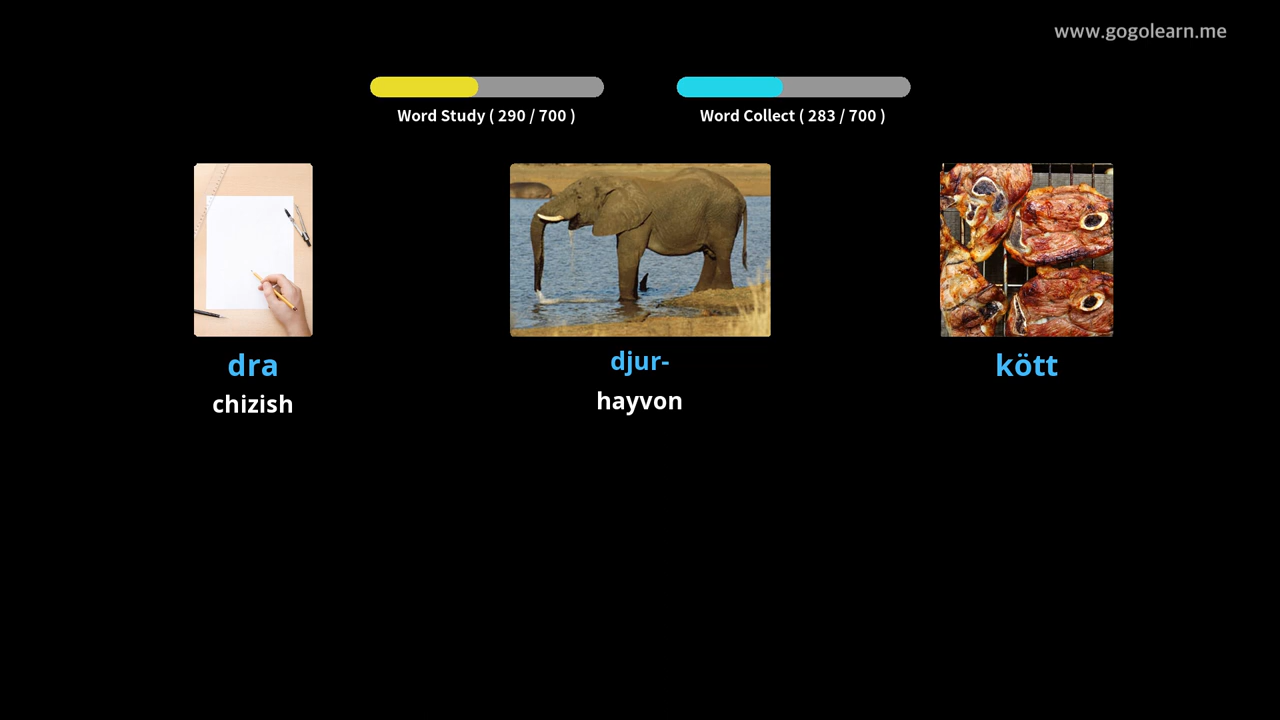 www.gogolearn.me
Word Study ( 290 / 700 )
Word Collect ( 283 / 700 )
dra
chizish
djur-
hayvon
kött